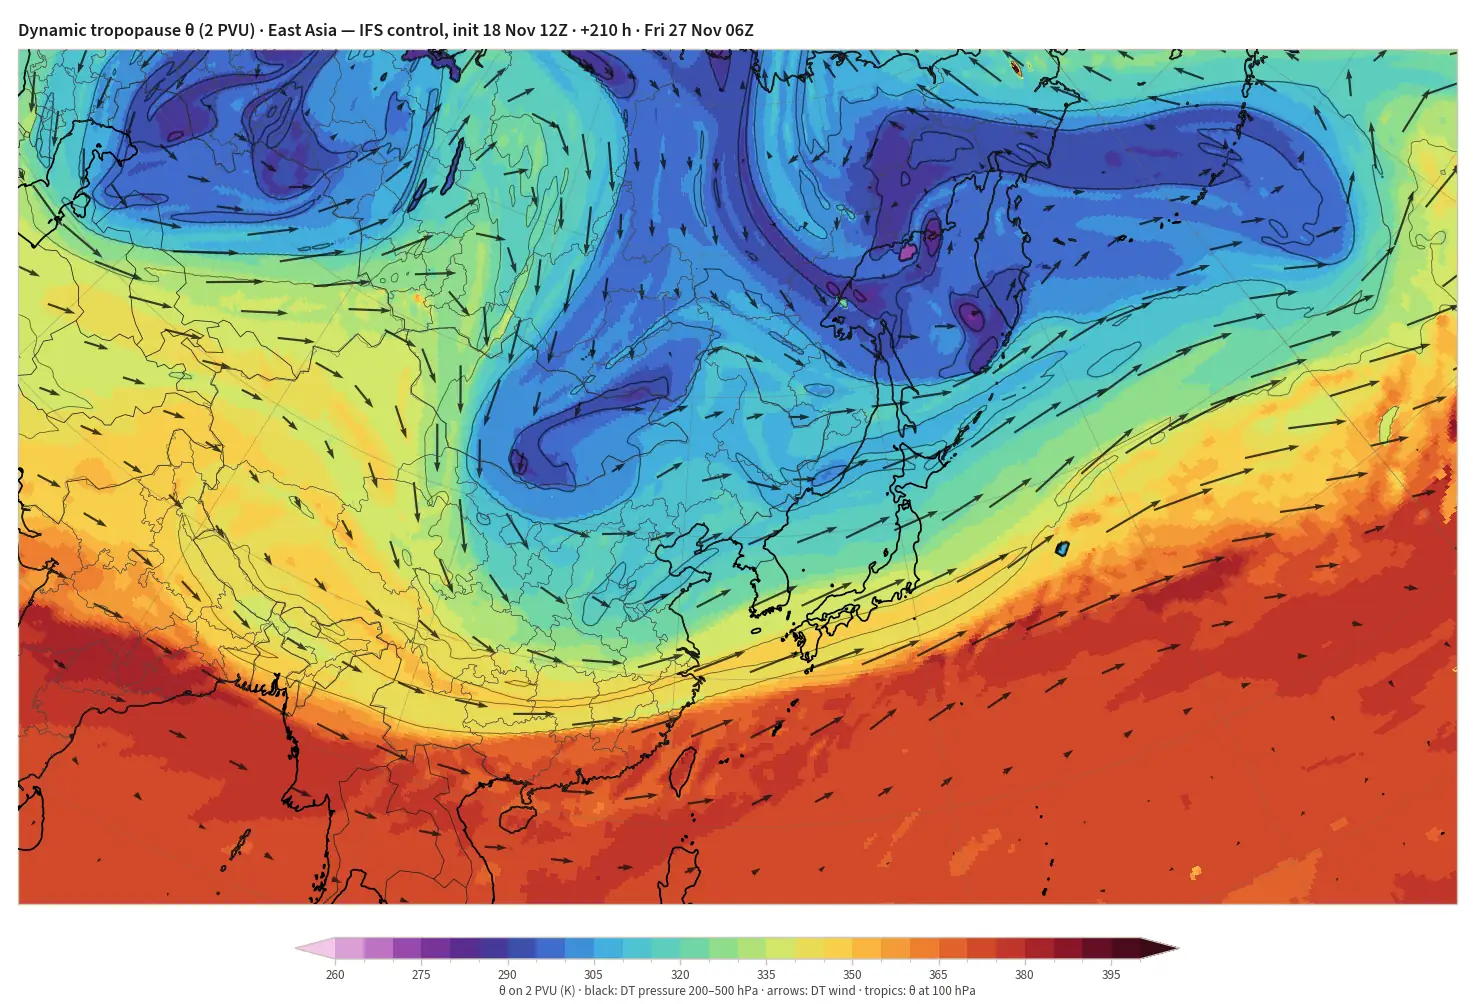 Dynamic tropopause θ (2 PVU) · East Asia — IFS control, init 18 Nov 12Z · +210 h · Fri 27 Nov 06Z
260 275 290 305 320 335 350 365 380 395
θ on 2 PVU (K) · black: DT pressure 200–500 hPa · arrows: DT wind · tropics: θ at 100 hPa